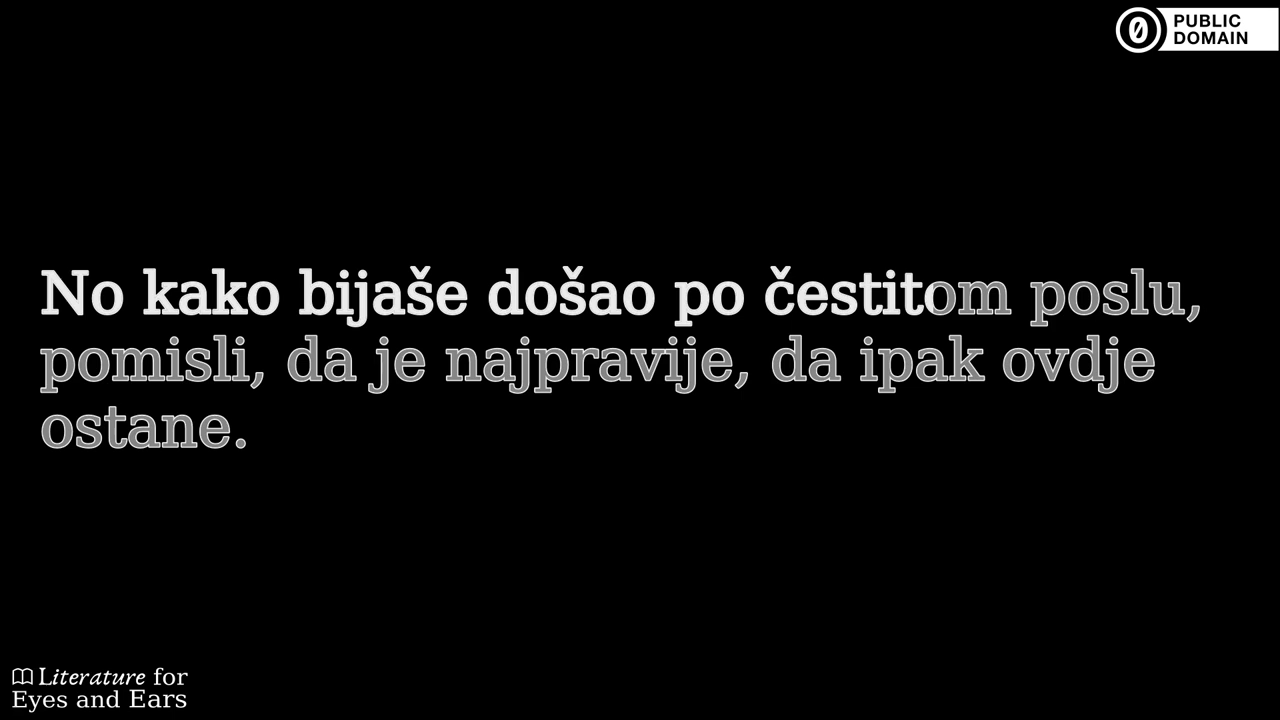 PUBLIC
DOMAIN
No kako bijaše došao po čestitom poslu,
pomisli, da je najpravije, da ipak ovdje
ostane.
Literature for
Eyes and Ears